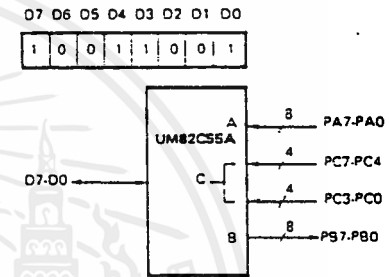 D7 D6 D5 D4 D3 D2 D1 D0
1 0 0 1 1 0 0 1
A 8 PA7-PA0
UM82C55A
4 PC7-PC4
D7-D0 C
4 PC3-PC0
B 8 PB7-PB0